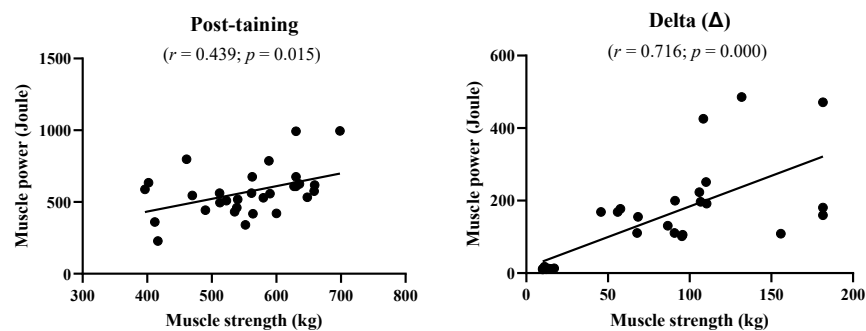 Post-taining
(r = 0.439; p = 0.015)
Muscle power (Joule)
1500
1000
500
0
300
400
500
600
700
800
Muscle strength (kg)
Delta (Δ)
(r = 0.716; p = 0.000)
Muscle power (Joule)
600
400
200
0
0
50
100
150
200
Muscle strength (kg)